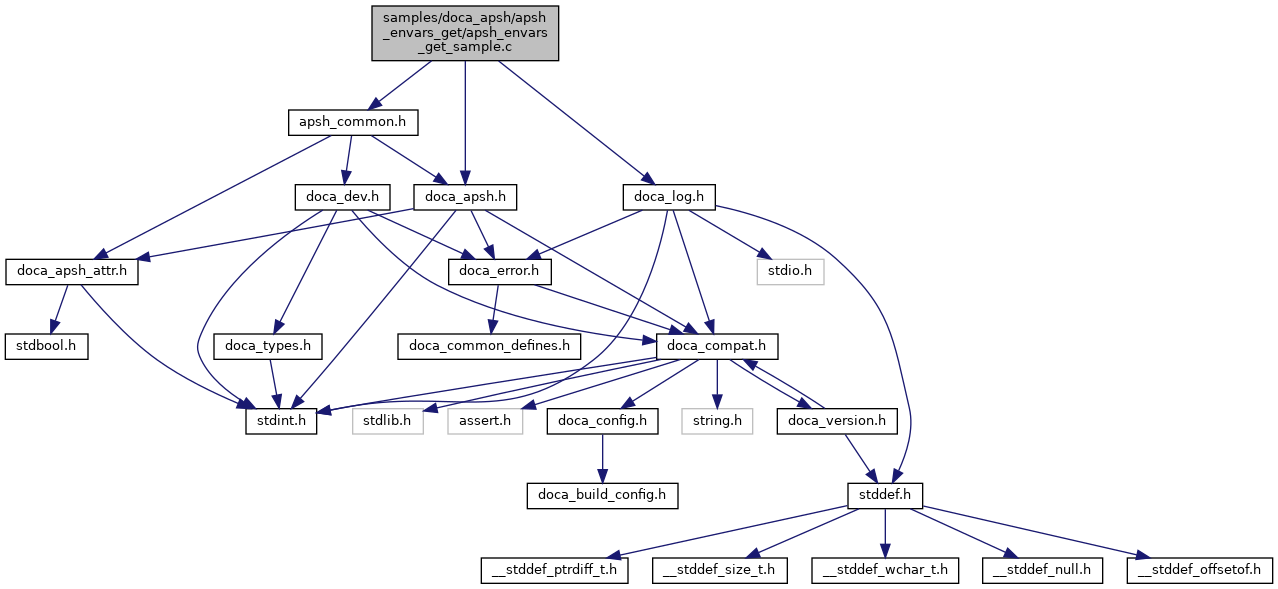 samples/doca_apsh/apsh
_envars_get/apsh_envars
_get_sample.c
apsh_common.h
doca_dev.h
doca_apsh.h
doca_log.h
doca_apsh_attr.h
doca_error.h
stdio.h
stdbool.h
doca_types.h
doca_common_defines.h
doca_compat.h
stdint.h
stdlib.h
assert.h
doca_config.h
string.h
doca_version.h
doca_build_config.h
stddef.h
__stddef_ptrdiff_t.h
__stddef_size_t.h
__stddef_wchar_t.h
__stddef_null.h
__stddef_offsetof.h